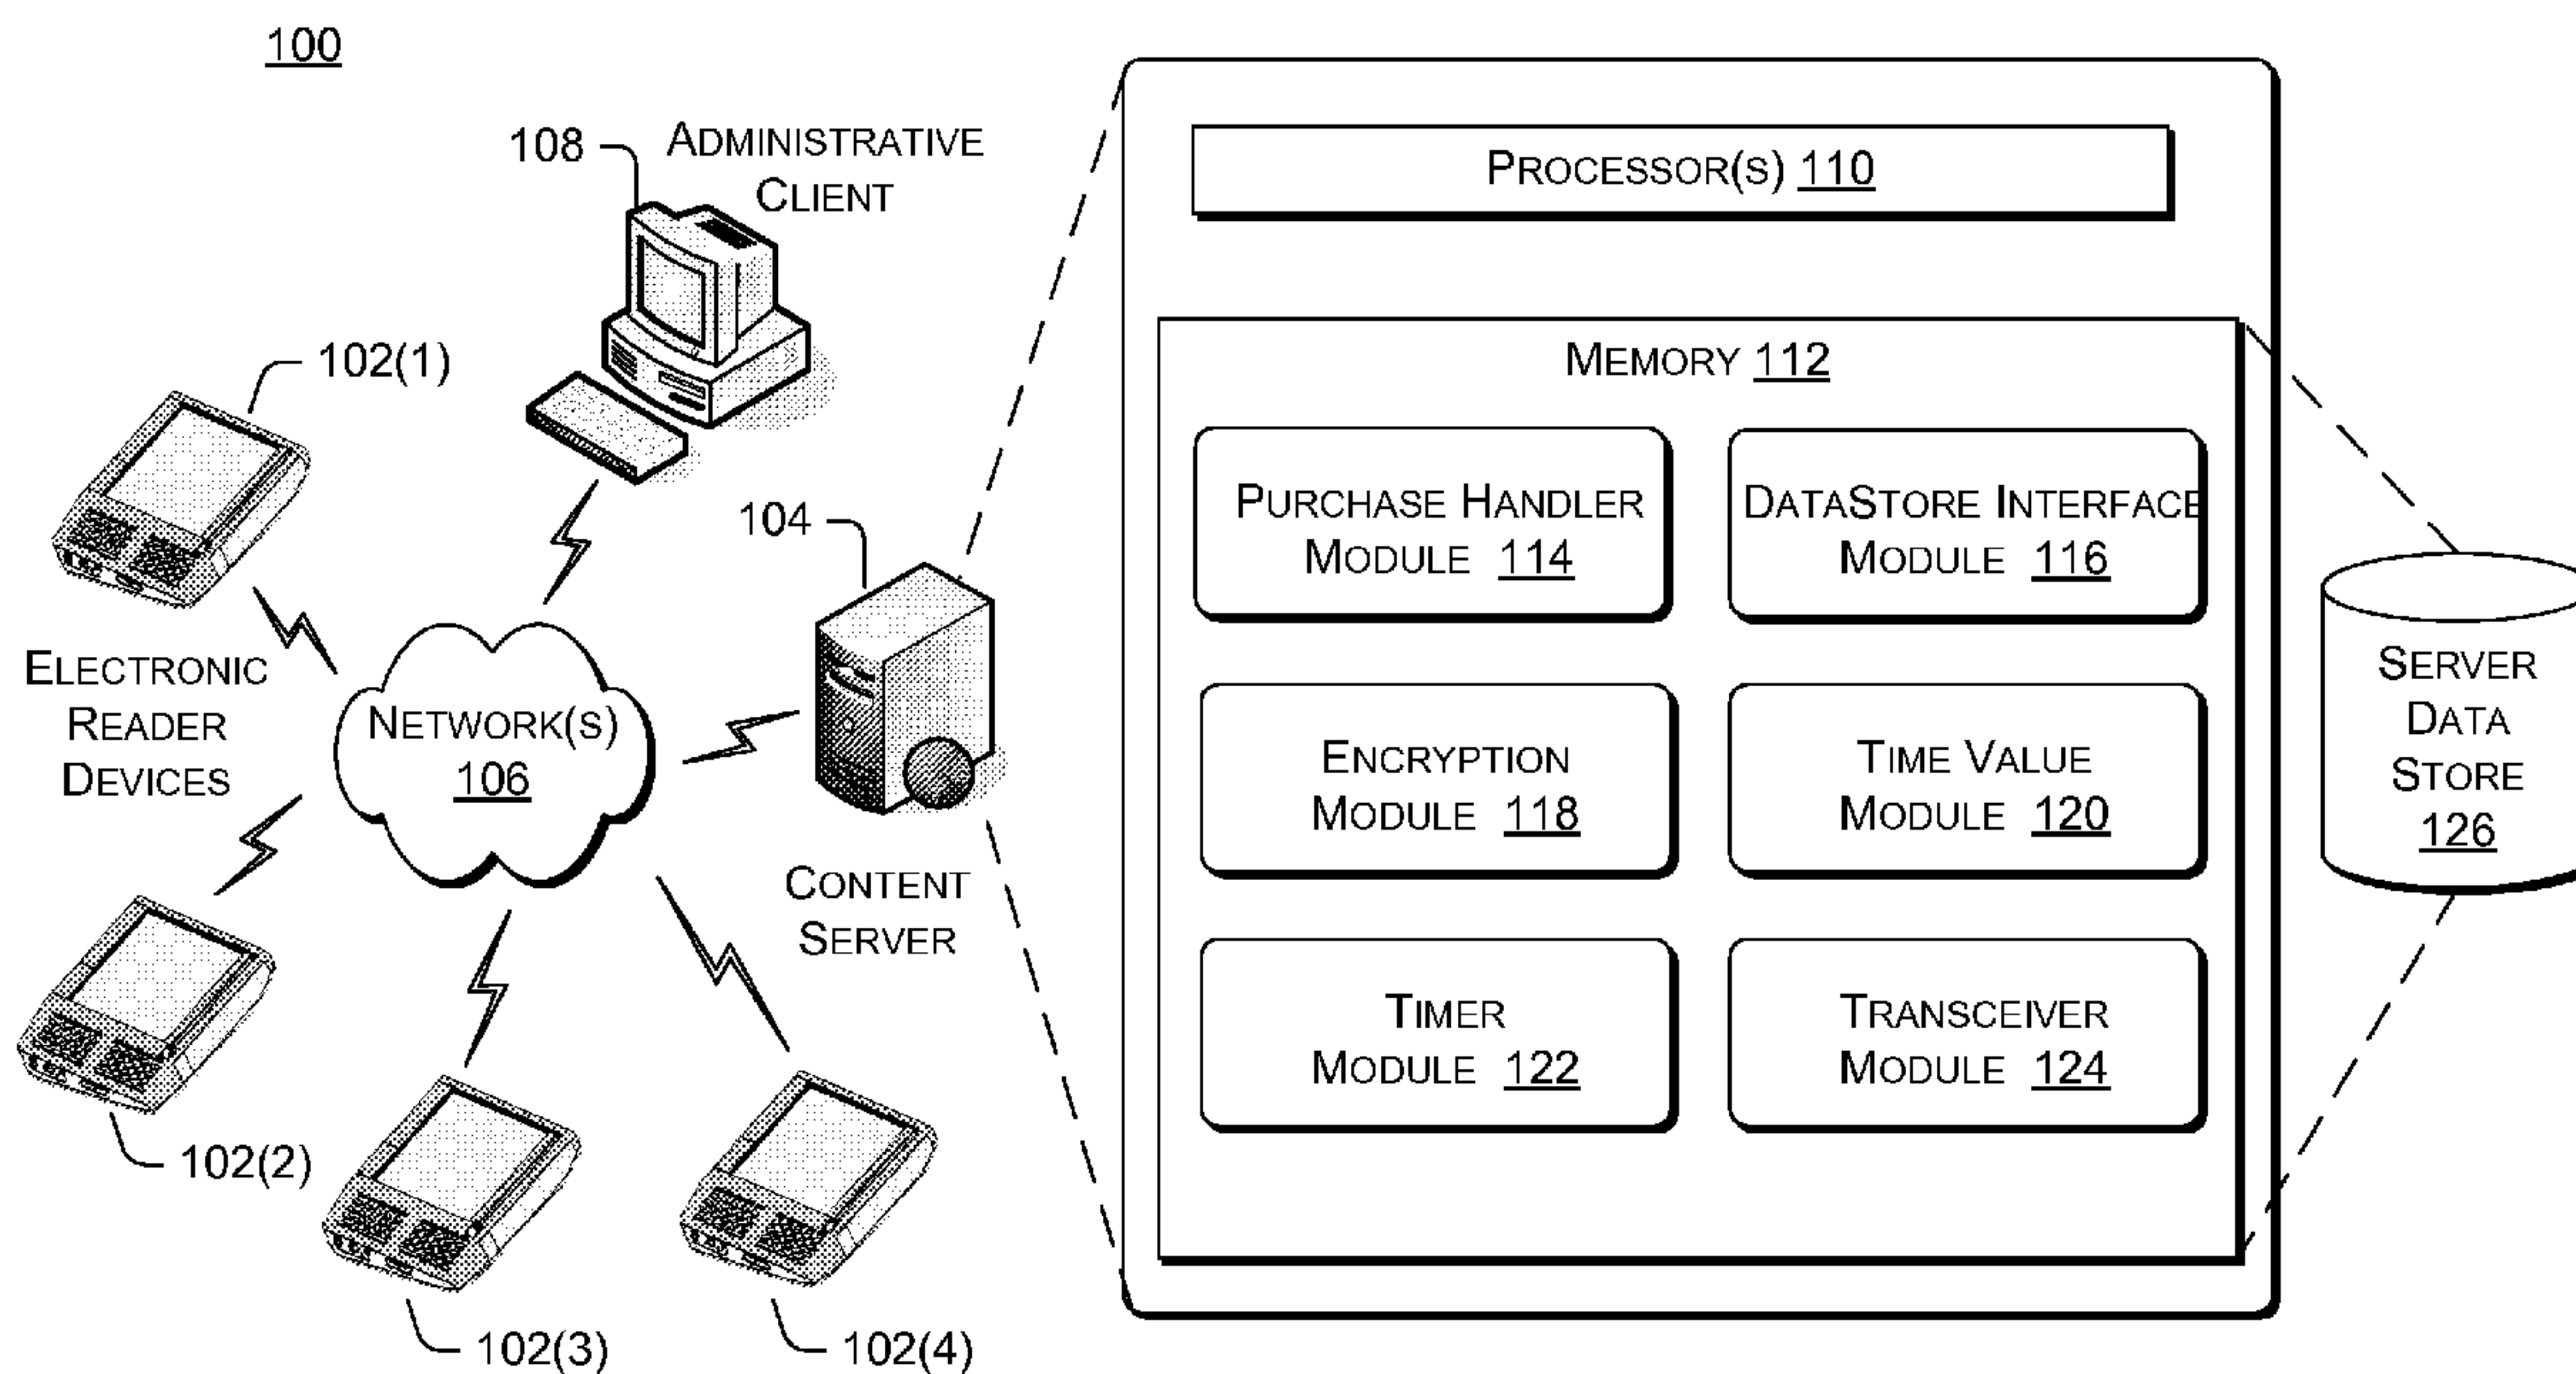 100
108
ADMINISTRATIVE
CLIENT
PROCESSOR(S) 110
102(1)
MEMORY 112
104
PURCHASE HANDLER
MODULE 114
DATASTORE INTERFACE
MODULE 116
ELECTRONIC
READER
DEVICES
NETWORK(S)
106
ENCRYPTION
MODULE 118
TIME VALUE
MODULE 120
SERVER
DATA
STORE
126
CONTENT
SERVER
TIMER
MODULE 122
TRANSCEIVER
MODULE 124
102(2)
102(3)
102(4)